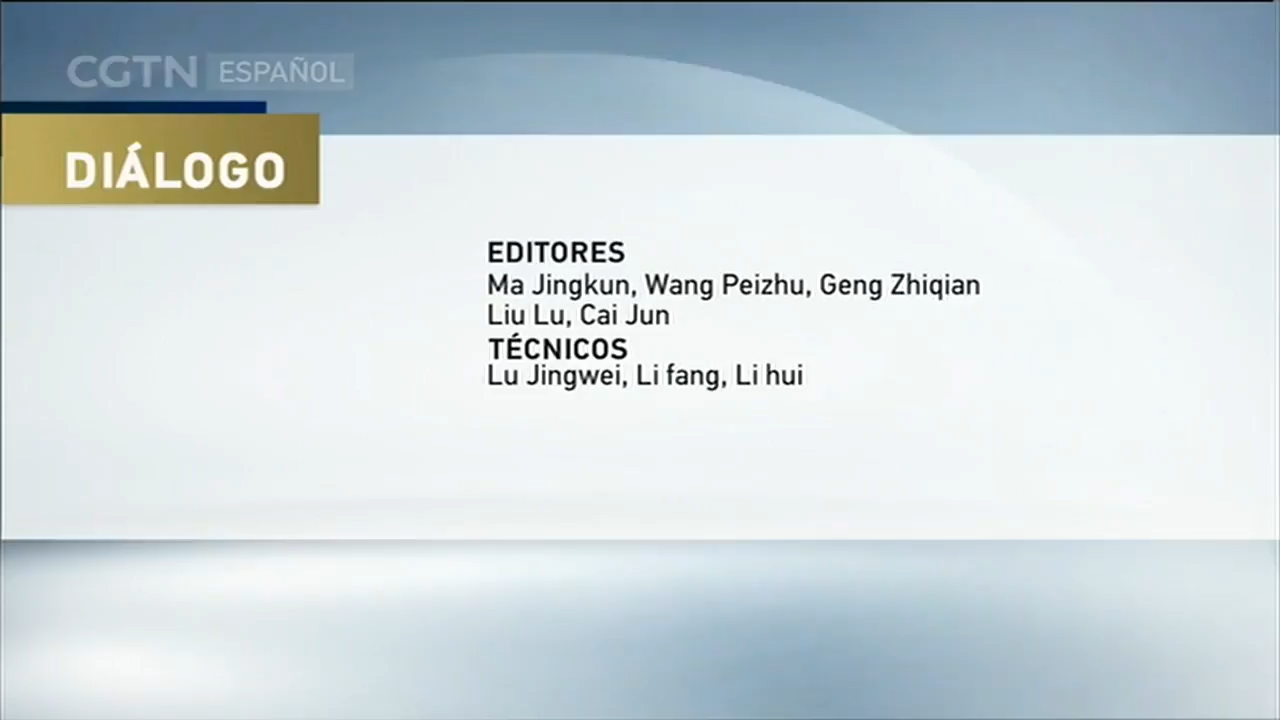 CGTN ESPAÑOL
DIÁLOGO
EDITORES
Ma Jingkun, Wang Peizhu, Geng Zhiqian
Liu Lu, Cai Jun
TÉCNICOS
Lu Jingwei, Li fang, Li hui